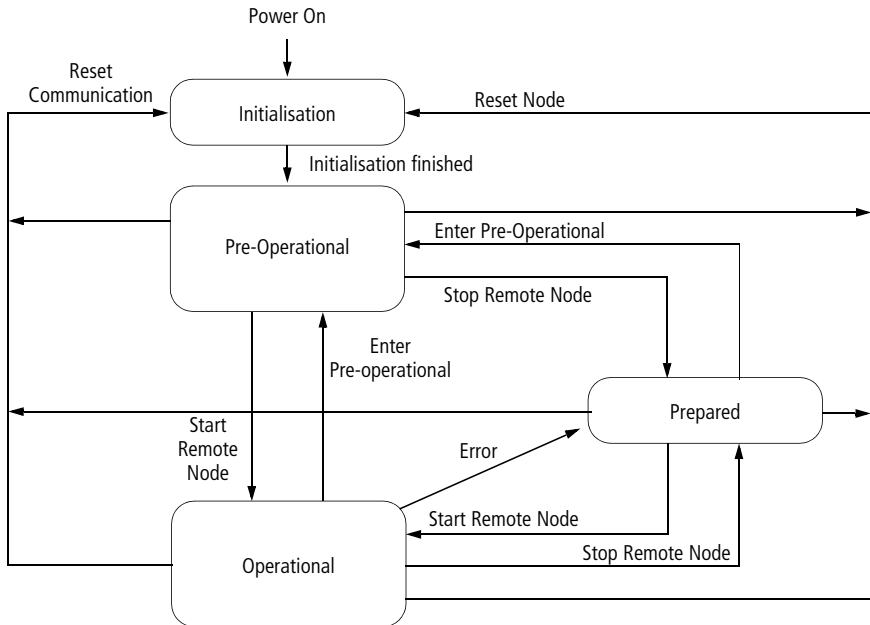 Power On
Reset
Communication
Initialisation
Reset Node
Initialisation finished
Pre-Operational
Enter Pre-Operational
Stop Remote Node
Enter
Pre-operational
Prepared
Start
Remote
Node
Error
Start Remote Node
Stop Remote Node
Operational